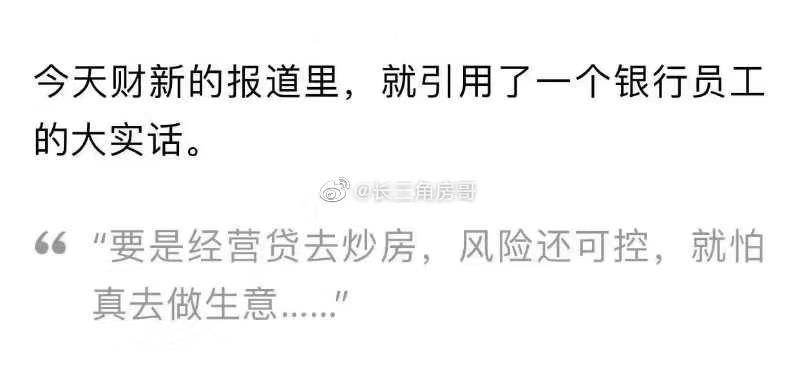 今天财新的报道里，就引用了一个银行员工
的大实话。
@长三角房哥
“ “要是经营贷去炒房，风险还可控，就怕
真去做生意……”